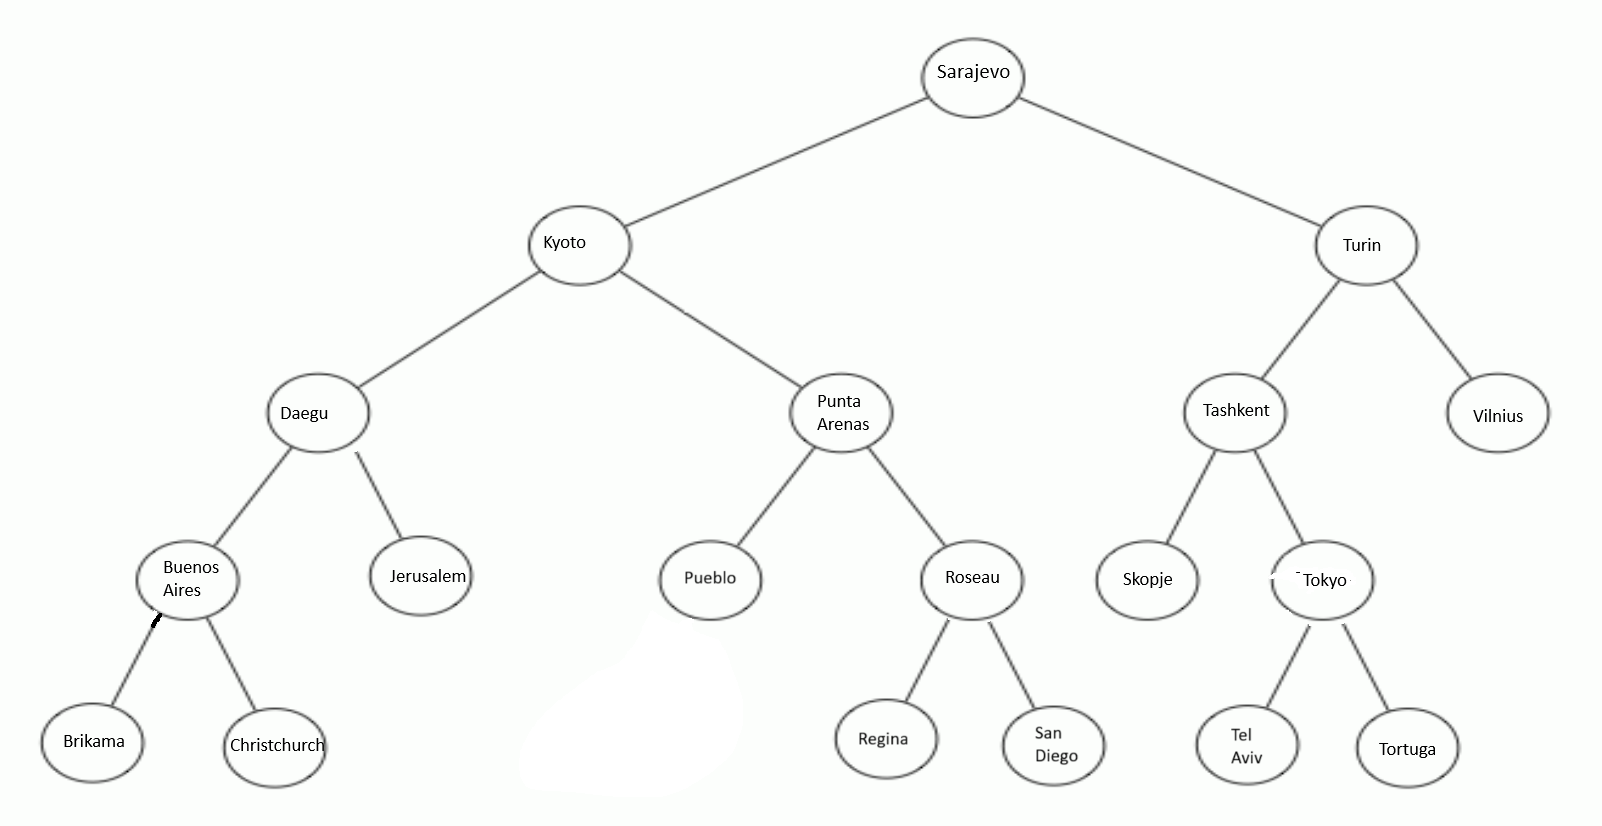 Sarajevo
Kyoto
Turin
Daegu
Punta
Arenas
Tashkent
Vilnius
Buenos
Aires
Jerusalem
Pueblo
Roseau
Skopje
Tokyo
Brikama
Christchurch
Regina
San
Diego
Tel
Aviv
Tortuga